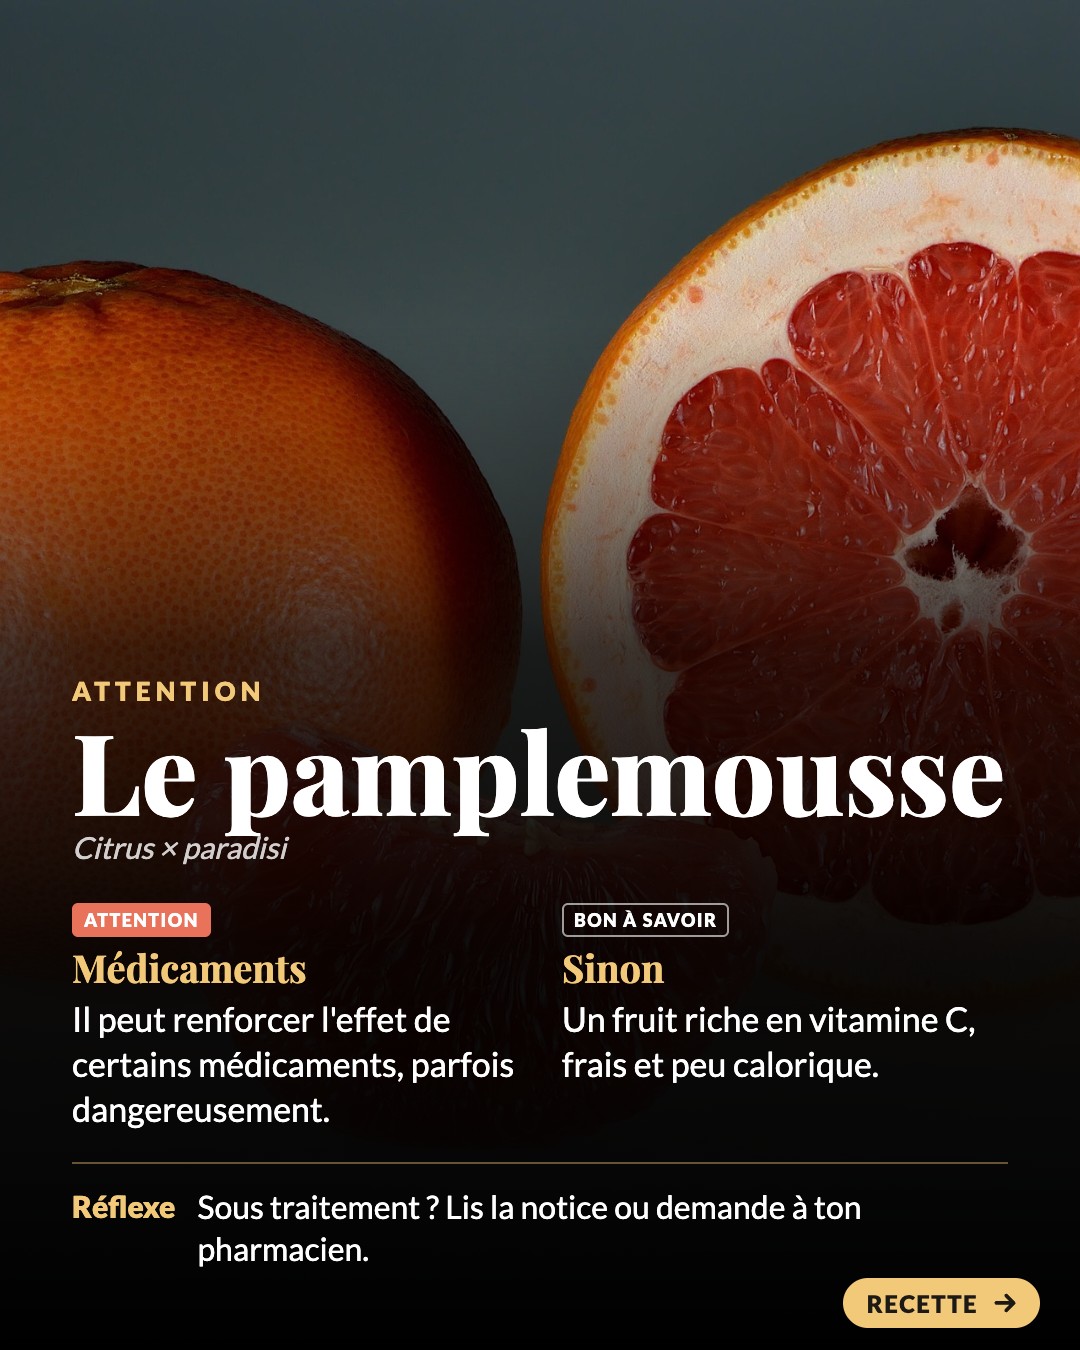 ATTENTION
Le pamplemousse
Citrus × paradisi
ATTENTION
Médicaments
Il peut renforcer l'effet de
certains médicaments, parfois
dangereusement.
BON À SAVOIR
Sinon
Un fruit riche en vitamine C,
frais et peu calorique.
Réflexe
Sous traitement ? Lis la notice ou demande à ton
pharmacien.
RECETTE →